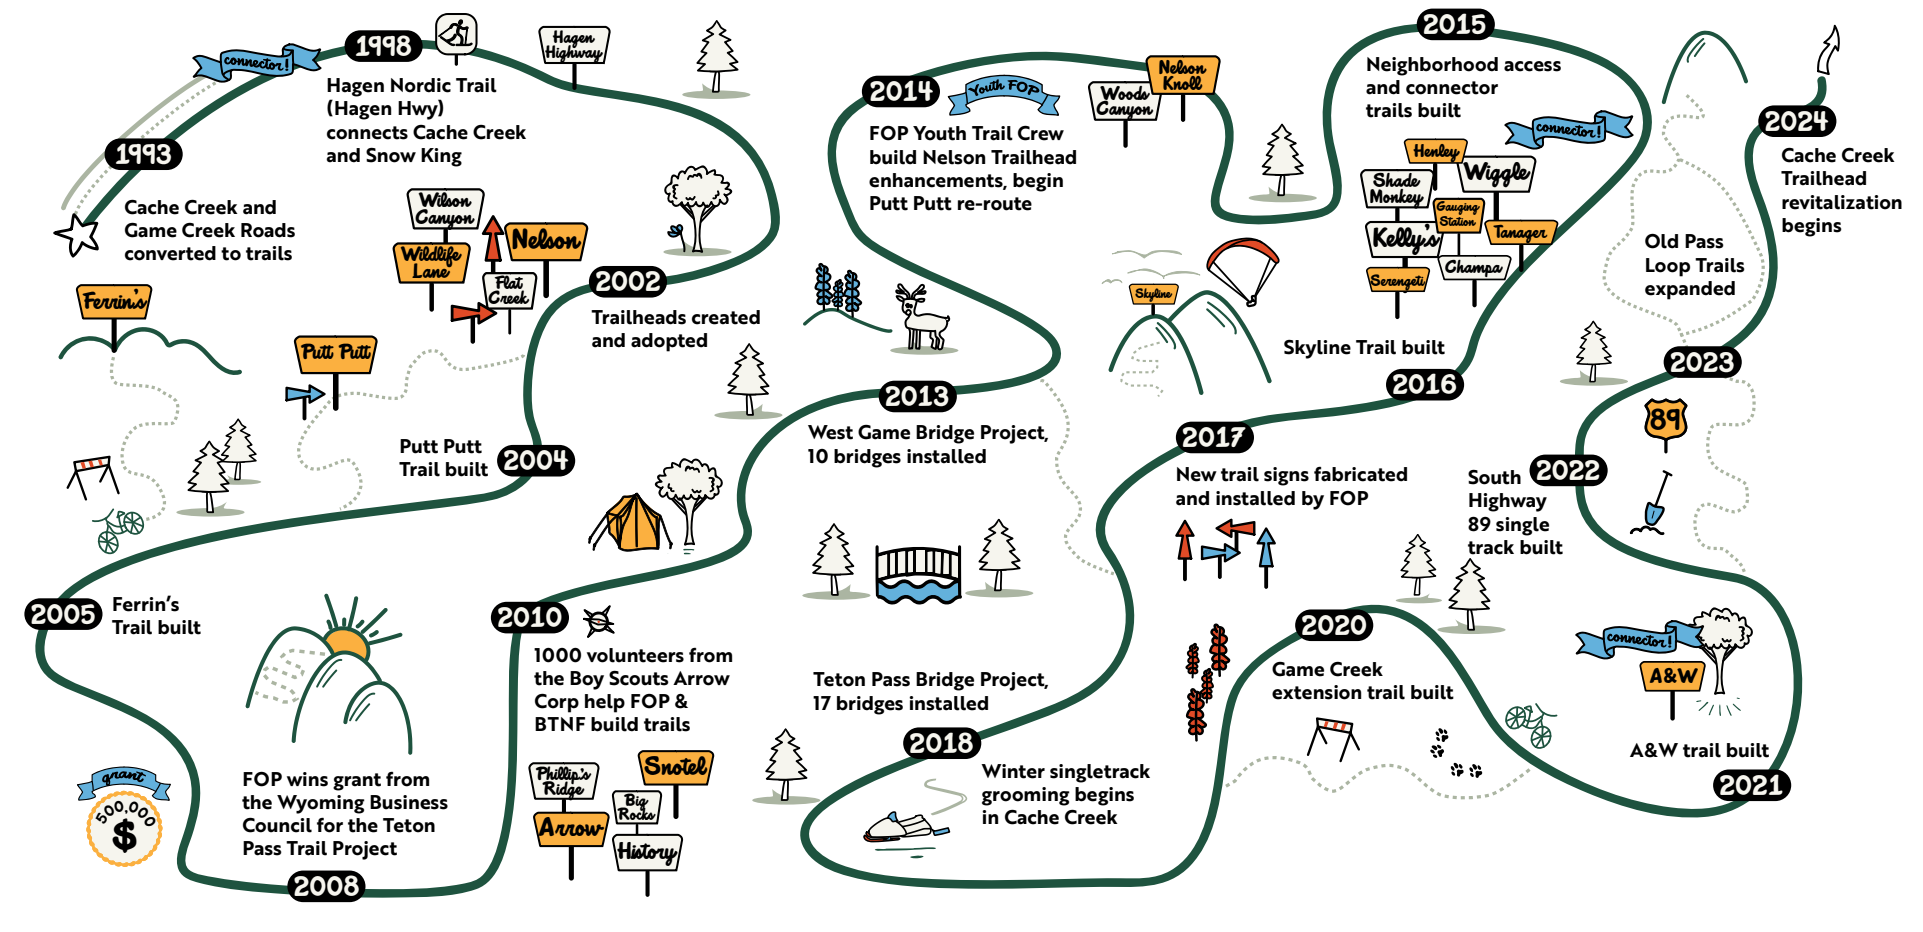 1993
Cache Creek and
Game Creek Roads
converted to trails
connector!
1998
Hagen Nordic Trail
(Hagen Hwy)
connects Cache Creek
and Snow King
Hagen
Highway
Wilson
Canyon
Wildlife
Lane
Nelson
Flat
Creek
2002
Trailheads created
and adopted
Ferrin's
Putt Putt
Putt Putt
Trail built
2004
2005
Ferrin's
Trail built
grant
500,000
$
FOP wins grant from
the Wyoming Business
Council for the Teton
Pass Trail Project
2008
2010
1000 volunteers from
the Boy Scouts Arrow
Corp help FOP &
BTNF build trails
Phillip's
Ridge
Snotel
Big
Rocks
Arrow
History
2013
West Game Bridge Project,
10 bridges installed
2014
Youth FOP
FOP Youth Trail Crew
build Nelson Trailhead
enhancements, begin
Putt Putt re-route
Woods
Canyon
Nelson
Knoll
2015
Neighborhood access
and connector
trails built
connector!
Henley
Wiggle
Shade
Monkey
Gauging
Station
Kelly's
Tanager
Champa
Serengeti
Skyline
Skyline Trail built
2016
2017
New trail signs fabricated
and installed by FOP
Teton Pass Bridge Project,
17 bridges installed
2018
Winter singletrack
grooming begins
in Cache Creek
2020
Game Creek
extension trail built
connector!
A&W
A&W trail built
2021
2022
South
Highway
89 single
track built
89
2023
Old Pass
Loop Trails
expanded
2024
Cache Creek
Trailhead
revitalization
begins